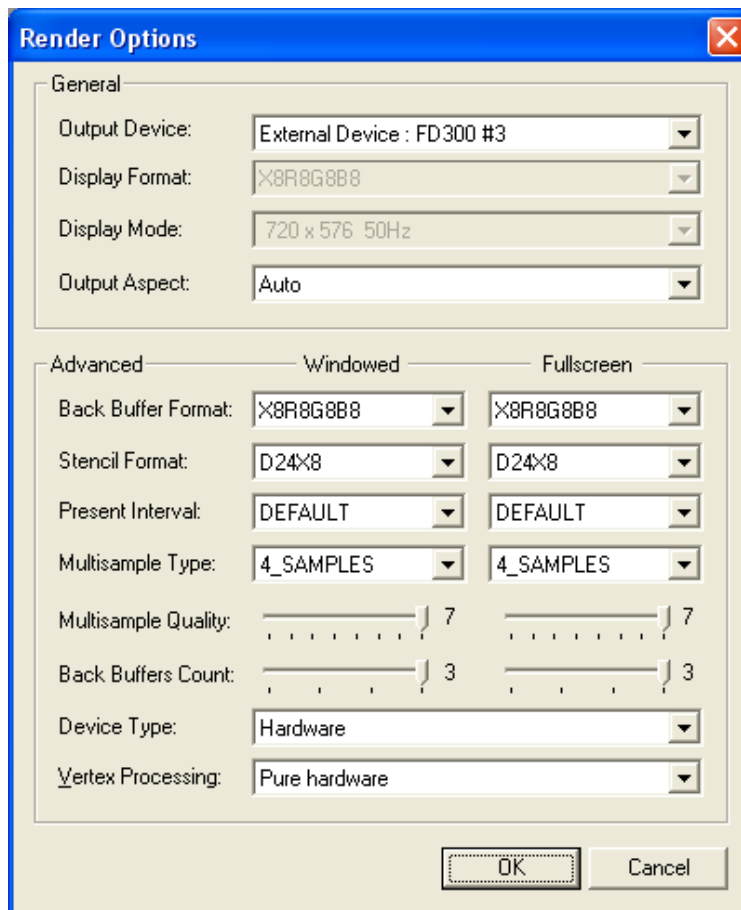 Render Options
General
Output Device: External Device : FD300 #3
Display Format: X8R8G8B8
Display Mode: 720 x 576 50Hz
Output Aspect: Auto
Advanced Windowed Fullscreen
Back Buffer Format: X8R8G8B8 X8R8G8B8
Stencil Format: D24X8 D24X8
Present Interval: DEFAULT DEFAULT
Multisample Type: 4_SAMPLES 4_SAMPLES
Multisample Quality: 7 7
Back Buffers Count: 3 3
Device Type: Hardware
Vertex Processing: Pure hardware
OK Cancel